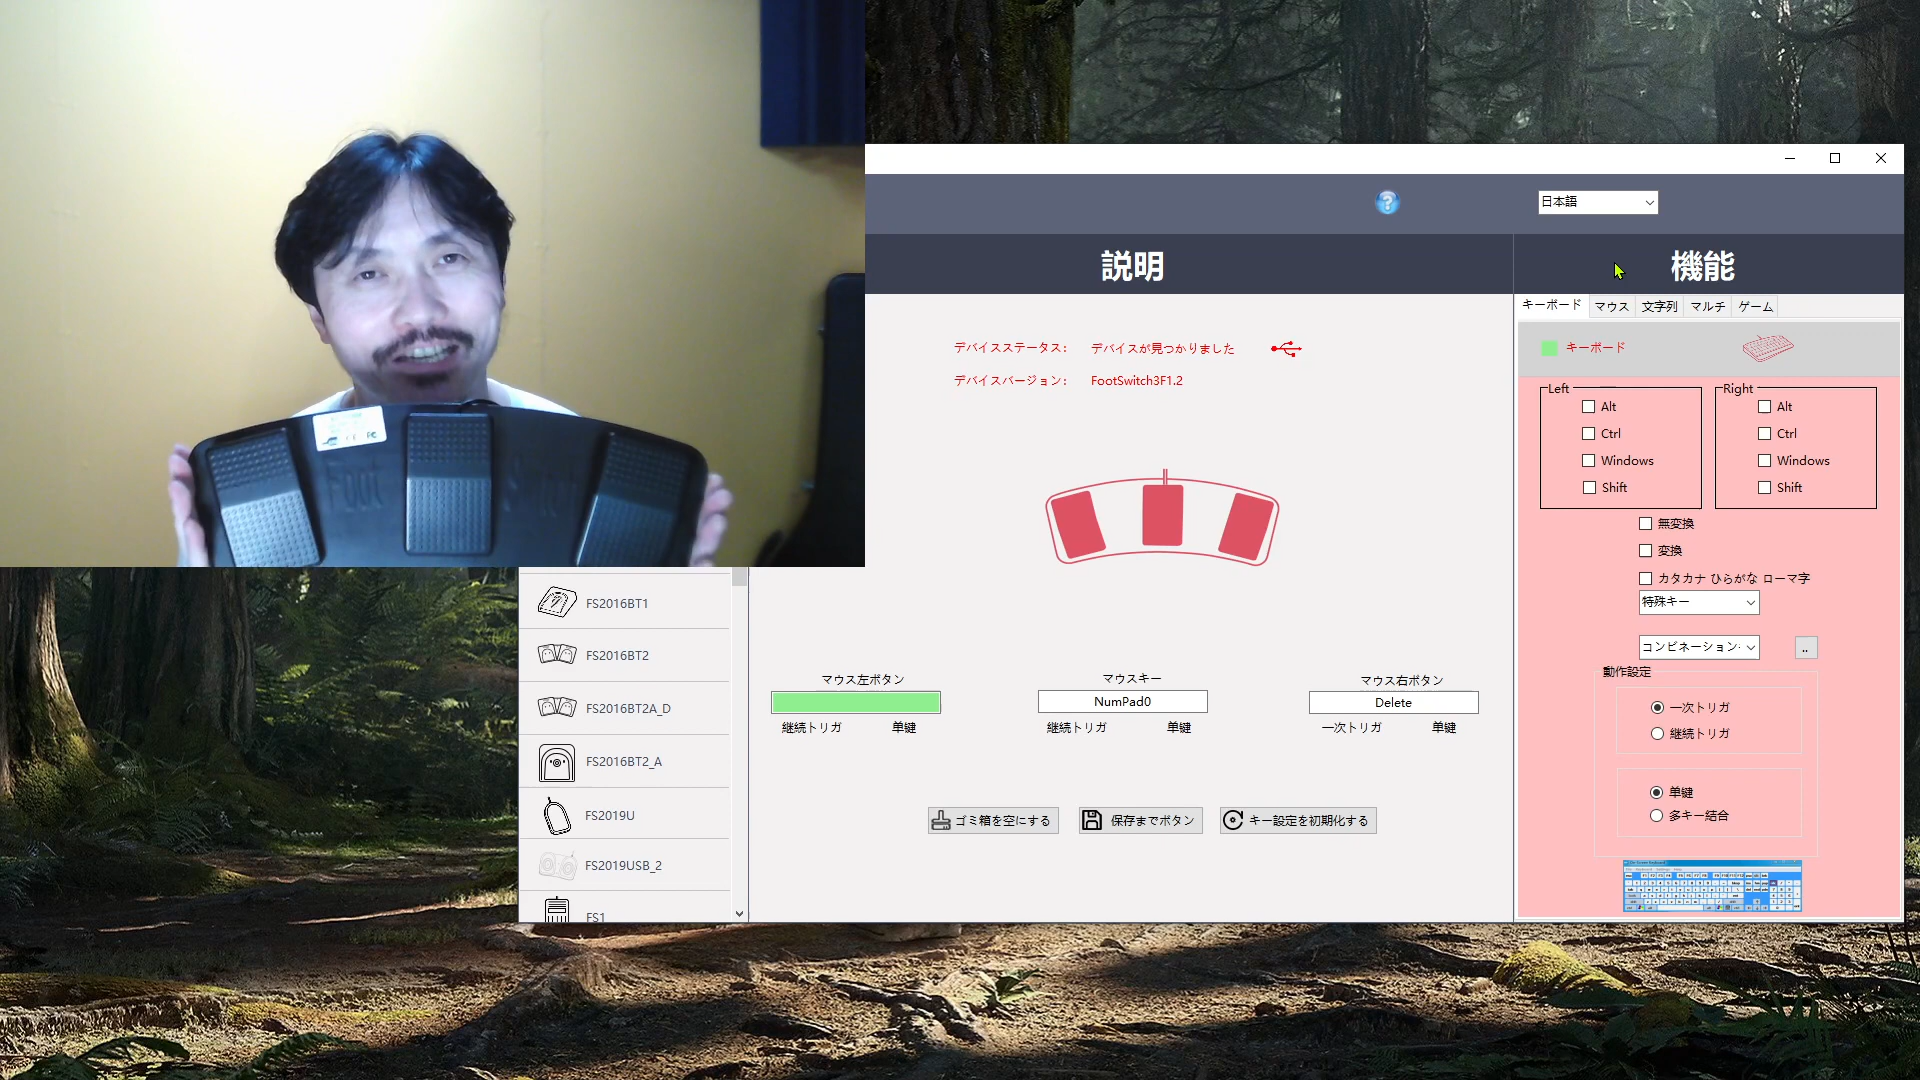 日本語
説明
機能
キーボード マウス 文字列 マルチ ゲーム
デバイスステータス: デバイスが見つかりました
デバイスバージョン: FootSwitch3F1.2
キーボード
Left
Alt
Ctrl
Windows
Shift
Right
Alt
Ctrl
Windows
Shift
無変換
変換
カタカナ ひらがな ローマ字
特殊キー
コンビネーション
..
動作設定
一次トリガ
継続トリガ
単键
多キー結合
FS2016BT1
FS2016BT2
FS2016BT2A_D
FS2016BT2_A
FS2019U
FS2019USB_2
FS1
マウス左ボタン
継続トリガ 単键
マウスキー
NumPad0
継続トリガ 単键
マウス右ボタン
Delete
一次トリガ 単键
ゴミ箱を空にする
保存までボタン
キー設定を初期化する